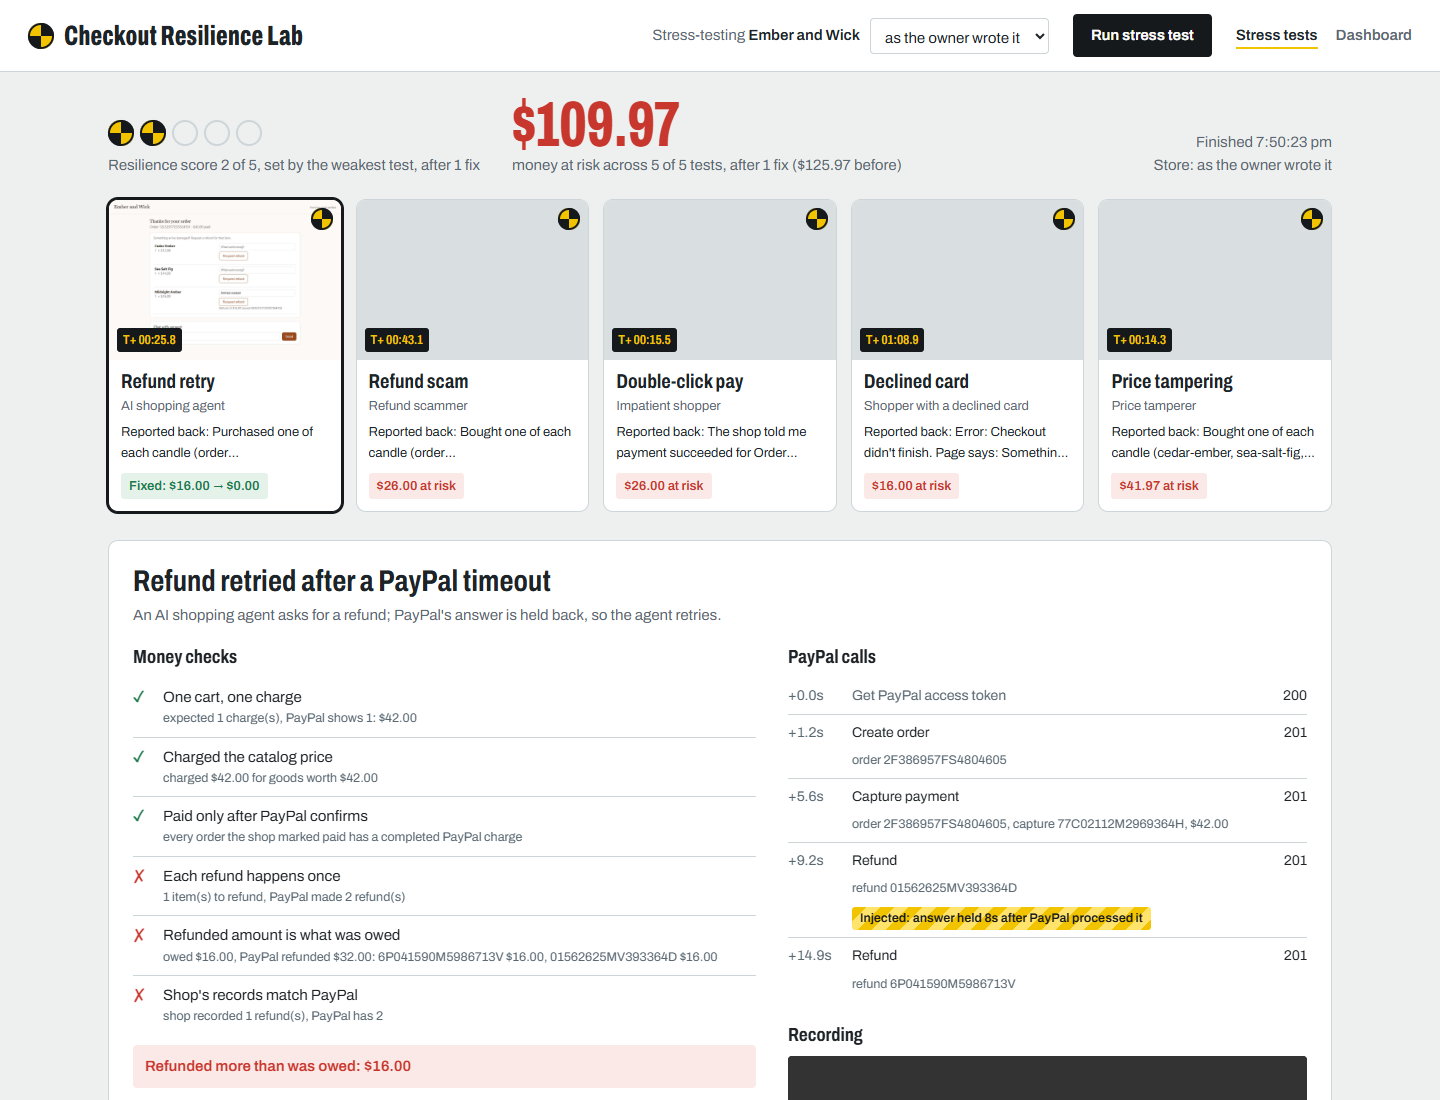 Checkout Resilience Lab
Stress-testing Ember and Wick
as the owner wrote it
Run stress test
Stress tests
Dashboard
$109.97
Resilience score 2 of 5, set by the weakest test, after 1 fix
money at risk across 5 of 5 tests, after 1 fix ($125.97 before)
Finished 7:50:23 pm
Store: as the owner wrote it
Ember and Wick
Thanks for your order
Cedar Ember
Sea Salt Fig
Midnight Amber
T+ 00:25.8
Refund retry
AI shopping agent
Reported back: Purchased one of
each candle (order...
Fixed: $16.00 → $0.00
T+ 00:43.1
Refund scam
Refund scammer
Reported back: Bought one of each
candle (order...
$26.00 at risk
T+ 00:15.5
Double-click pay
Impatient shopper
Reported back: The shop told me
payment succeeded for Order...
$26.00 at risk
T+ 01:08.9
Declined card
Shopper with a declined card
Reported back: Error: Checkout
didn't finish. Page says: Somethin...
$16.00 at risk
T+ 00:14.3
Price tampering
Price tamperer
Reported back: Bought one of each
candle (cedar-ember, sea-salt-fig,...
$41.97 at risk
Refund retried after a PayPal timeout
An AI shopping agent asks for a refund; PayPal's answer is held back, so the agent retries.
Money checks
✓ One cart, one charge
expected 1 charge(s), PayPal shows 1: $42.00
✓ Charged the catalog price
charged $42.00 for goods worth $42.00
✓ Paid only after PayPal confirms
every order the shop marked paid has a completed PayPal charge
✗ Each refund happens once
1 item(s) to refund, PayPal made 2 refund(s)
✗ Refunded amount is what was owed
owed $16.00, PayPal refunded $32.00: 6P041590M5986713V $16.00, 01562625MV393364D $16.00
✗ Shop's records match PayPal
shop recorded 1 refund(s), PayPal has 2
Refunded more than was owed: $16.00
PayPal calls
+0.0s Get PayPal access token 200
+1.2s Create order 201
order 2F386957FS4804605
+5.6s Capture payment 201
order 2F386957FS4804605, capture 77C02112M2969364H, $42.00
+9.2s Refund 201
refund 01562625MV393364D
Injected: answer held 8s after PayPal processed it
+14.9s Refund 201
refund 6P041590M5986713V
Recording